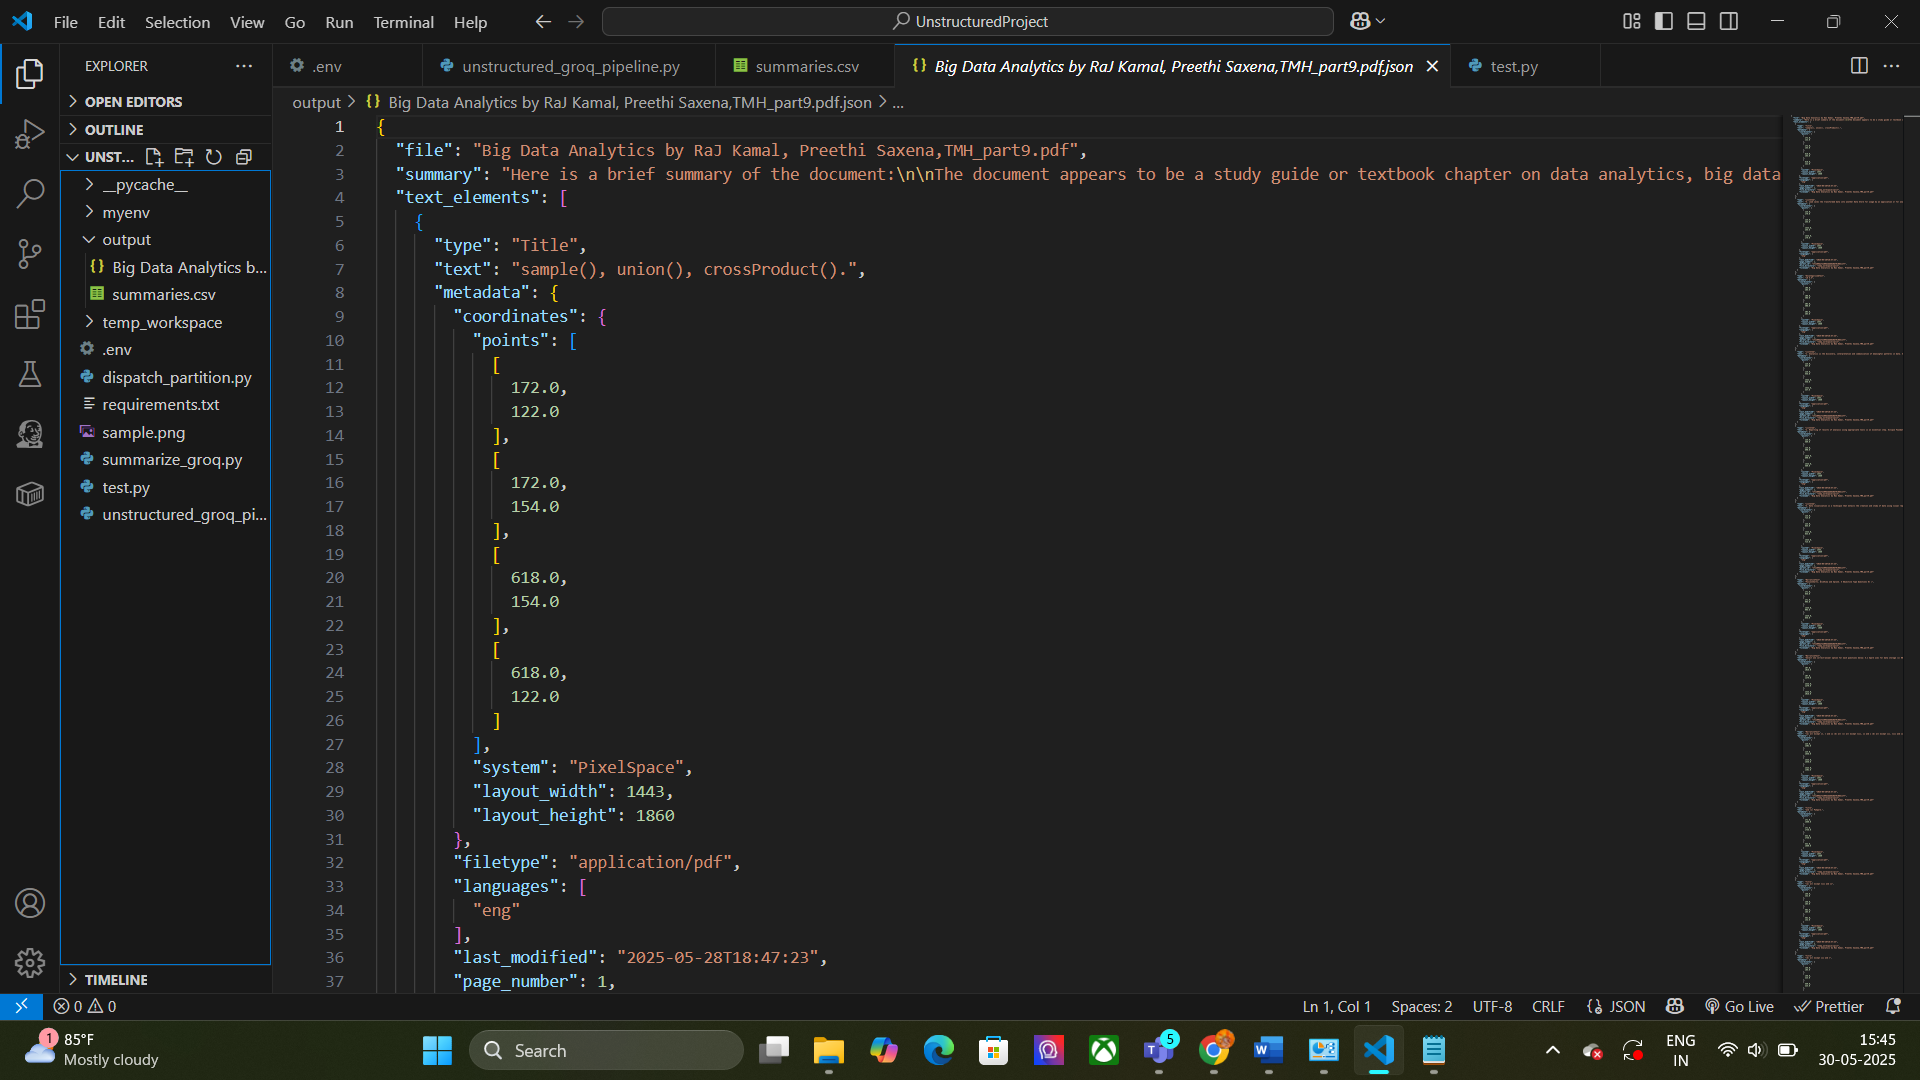 File Edit Selection View Go Run Terminal Help
UnstructuredProject
EXPLORER
OPEN EDITORS
OUTLINE
UNST...
__pycache__
myenv
output
Big Data Analytics b...
summaries.csv
temp_workspace
.env
dispatch_partition.py
requirements.txt
sample.png
summarize_groq.py
test.py
unstructured_groq_pi...
TIMELINE
.env
unstructured_groq_pipeline.py
summaries.csv
{} Big Data Analytics by RaJ Kamal, Preethi Saxena,TMH_part9.pdf.json
test.py
output > {} Big Data Analytics by RaJ Kamal, Preethi Saxena,TMH_part9.pdf.json > ...
1 {
2 "file": "Big Data Analytics by RaJ Kamal, Preethi Saxena,TMH_part9.pdf",
3 "summary": "Here is a brief summary of the document:\n\nThe document appears to be a study guide or textbook chapter on data analytics, big data
4 "text_elements": [
5 {
6 "type": "Title",
7 "text": "sample(), union(), crossProduct().",
8 "metadata": {
9 "coordinates": {
10 "points": [
11 [
12 172.0,
13 122.0
14 ],
15 [
16 172.0,
17 154.0
18 ],
19 [
20 618.0,
21 154.0
22 ],
23 [
24 618.0,
25 122.0
26 ]
27 ],
28 "system": "PixelSpace",
29 "layout_width": 1443,
30 "layout_height": 1860
31 },
32 "filetype": "application/pdf",
33 "languages": [
34 "eng"
35 ],
36 "last_modified": "2025-05-28T18:47:23",
37 "page_number": 1,
0 0
Ln 1, Col 1 Spaces: 2 UTF-8 CRLF {} JSON Go Live Prettier
1 85°F
Mostly cloudy
Search
5
ENG
IN
15:45
30-05-2025